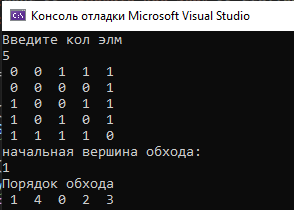 Консоль отладки Microsoft Visual Studio
Введите кол элм
5
0 0 1 1 1
0 0 0 0 1
1 0 0 1 1
1 0 1 0 1
1 1 1 1 0
начальная вершина обхода:
1
Порядок обхода
1 4 0 2 3